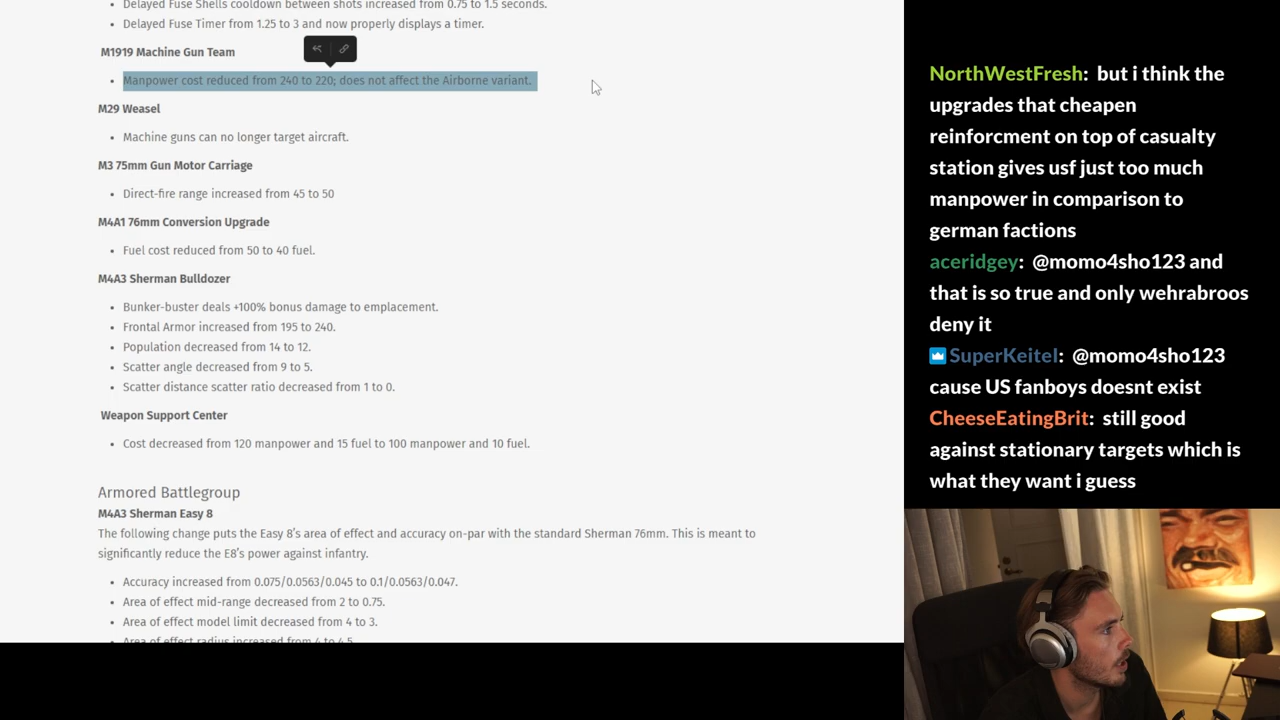 Delayed Fuse Shells cooldown between shots increased from 0.75 to 1.5 seconds.
Delayed Fuse Timer from 1.25 to 3 and now properly displays a timer.
M1919 Machine Gun Team
Manpower cost reduced from 240 to 220; does not affect the Airborne variant.
M29 Weasel
Machine guns can no longer target aircraft.
M3 75mm Gun Motor Carriage
Direct-fire range increased from 45 to 50
M4A1 76mm Conversion Upgrade
Fuel cost reduced from 50 to 40 fuel.
M4A3 Sherman Bulldozer
Bunker-buster deals +100% bonus damage to emplacement.
Frontal Armor increased from 195 to 240.
Population decreased from 14 to 12.
Scatter angle decreased from 9 to 5.
Scatter distance scatter ratio decreased from 1 to 0.
Weapon Support Center
Cost decreased from 120 manpower and 15 fuel to 100 manpower and 10 fuel.
Armored Battlegroup
M4A3 Sherman Easy 8
The following change puts the Easy 8's area of effect and accuracy on-par with the standard Sherman 76mm. This is meant to
significantly reduce the E8's power against infantry.
Accuracy increased from 0.075/0.0563/0.045 to 0.1/0.0563/0.047.
Area of effect mid-range decreased from 2 to 0.75.
Area of effect model limit decreased from 4 to 3.
Area of effect radius increased from 4 to 4.5
NorthWestFresh: but i think the
upgrades that cheapen
reinforcment on top of casualty
station gives usf just too much
manpower in comparison to
german factions
aceridgey: @momo4sho123 and
that is so true and only wehrabroos
deny it
SuperKeitel: @momo4sho123
cause US fanboys doesnt exist
CheeseEatingBrit: still good
against stationary targets which is
what they want i guess